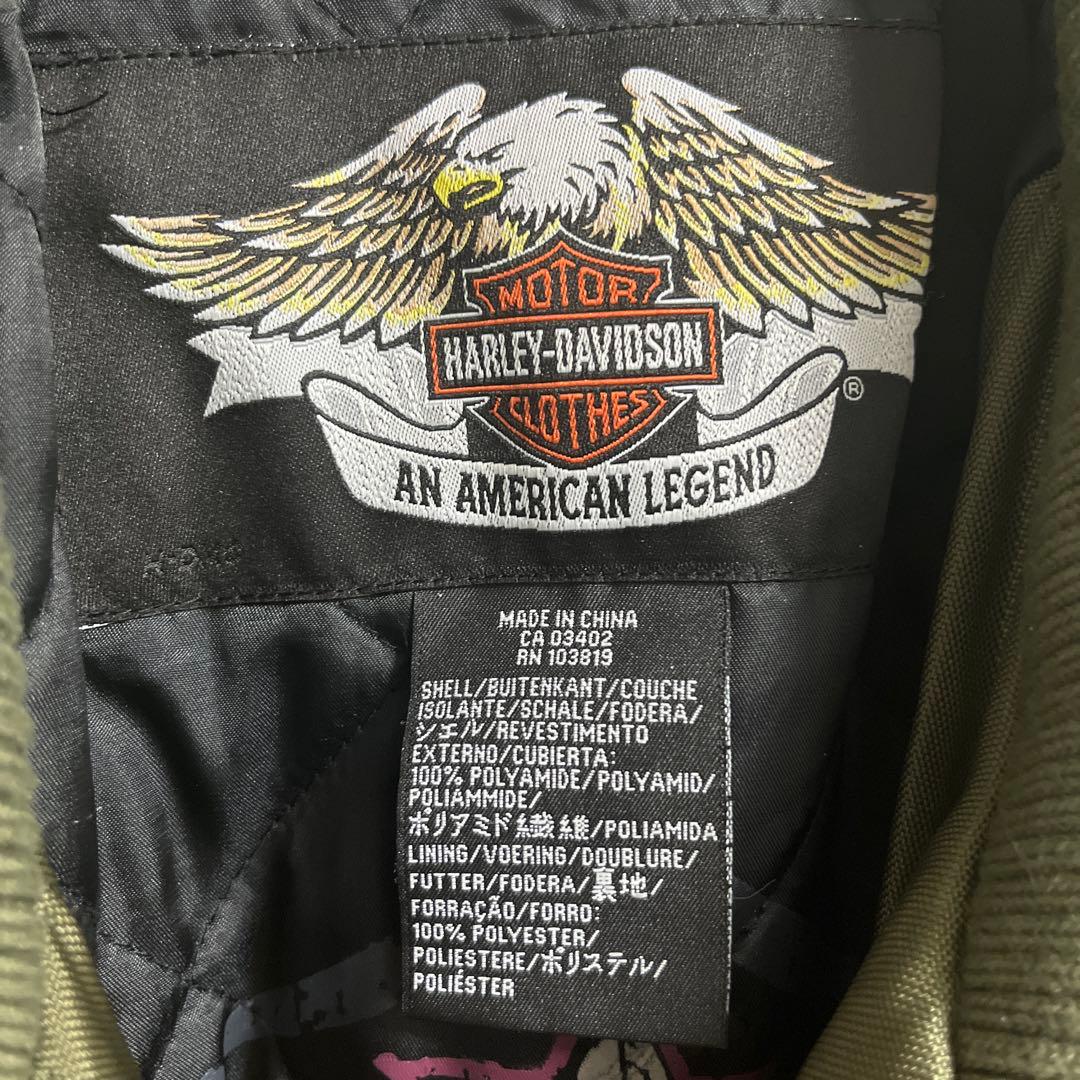 MOTOR
HARLEY-DAVIDSON
CLOTHES
®
AN AMERICAN LEGEND
MADE IN CHINA
CA 03402
RN 103819
SHELL/BUITENKANT/COUCHE
ISOLANTE/SCHALE/FODERA/
シェル/REVESTIMENTO
EXTERNO/CUBIERTA:
100% POLYAMIDE/POLYAMID/
POLIAMMIDE/
ポリアミド繊維/POLIAMIDA
LINING/VOERING/DOUBLURE/
FUTTER/FODERA/裏地/
FORRAÇÃO/FORRO:
100% POLYESTER/
POLIESTERE/ポリステル/
POLIÉSTER